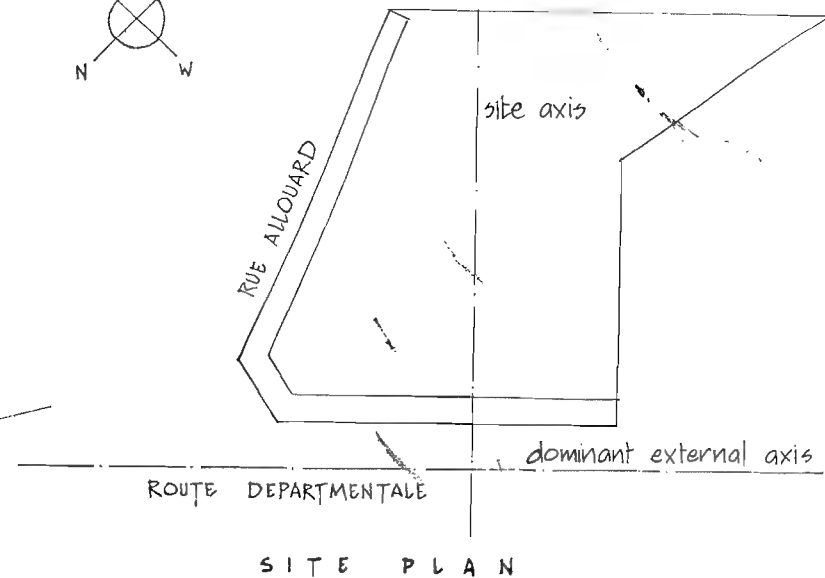 N
W
site axis
RUE ALLOUARD
dominant external axis
ROUTE DEPARTMENTALE
SITE PLAN